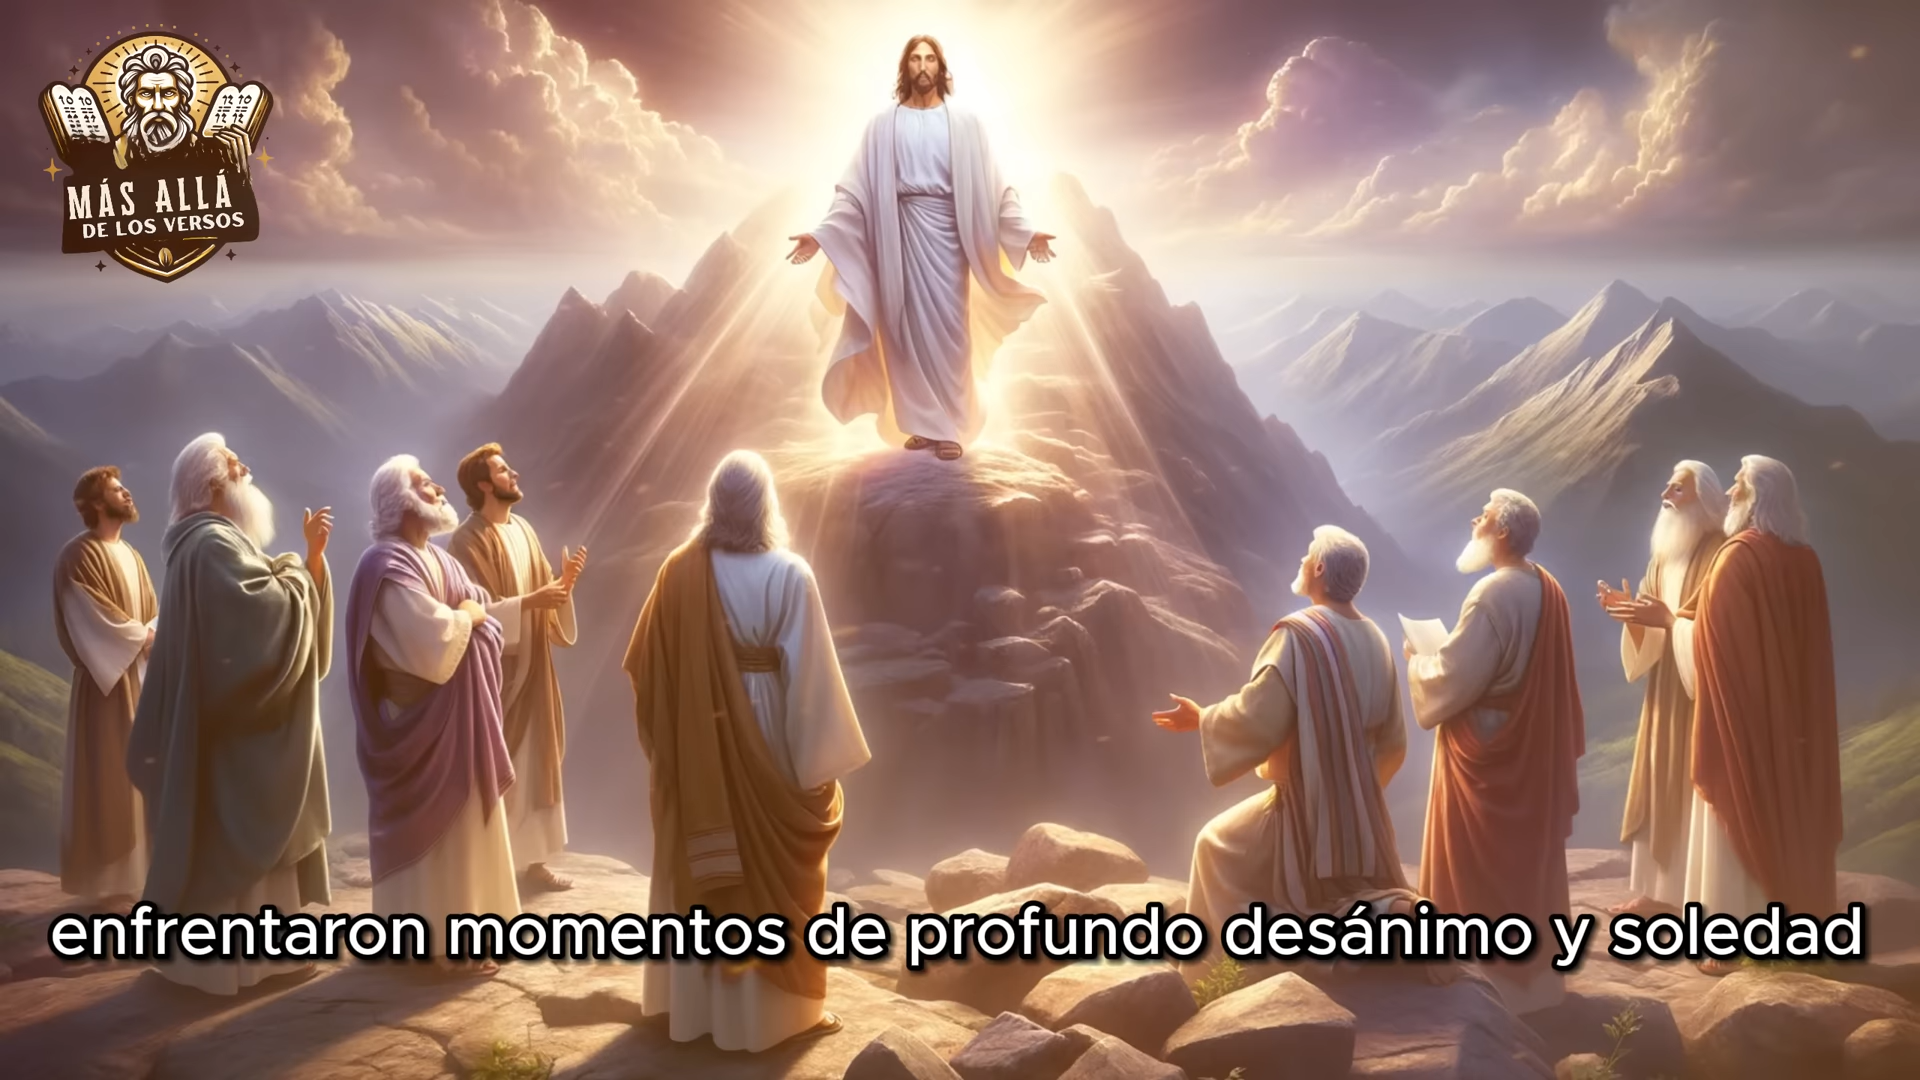 MÁS ALLÁ
DE LOS VERSOS
enfrentaron momentos de profundo desánimo y soledad